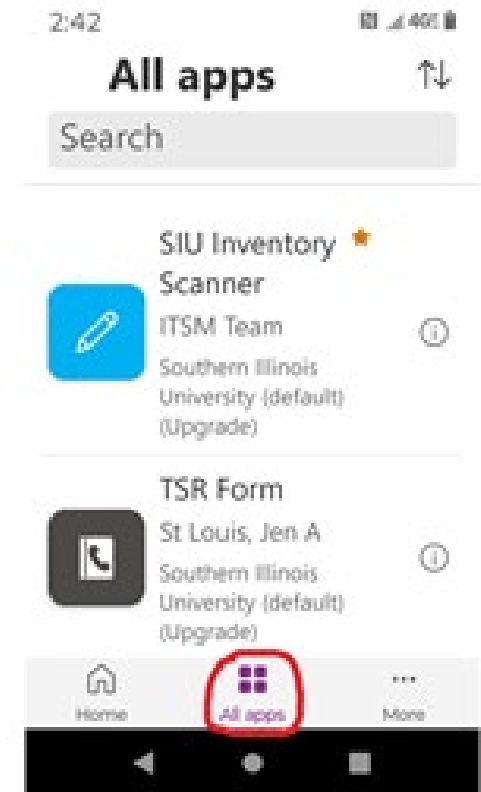 2:42
40%
All apps
Search
SIU Inventory
Scanner
ITSM Team
Southern Illinois
University (default)
(Upgrade)
TSR Form
St Louis, Jen A
Southern Illinois
University (default)
(Upgrade)
Home
All apps
More